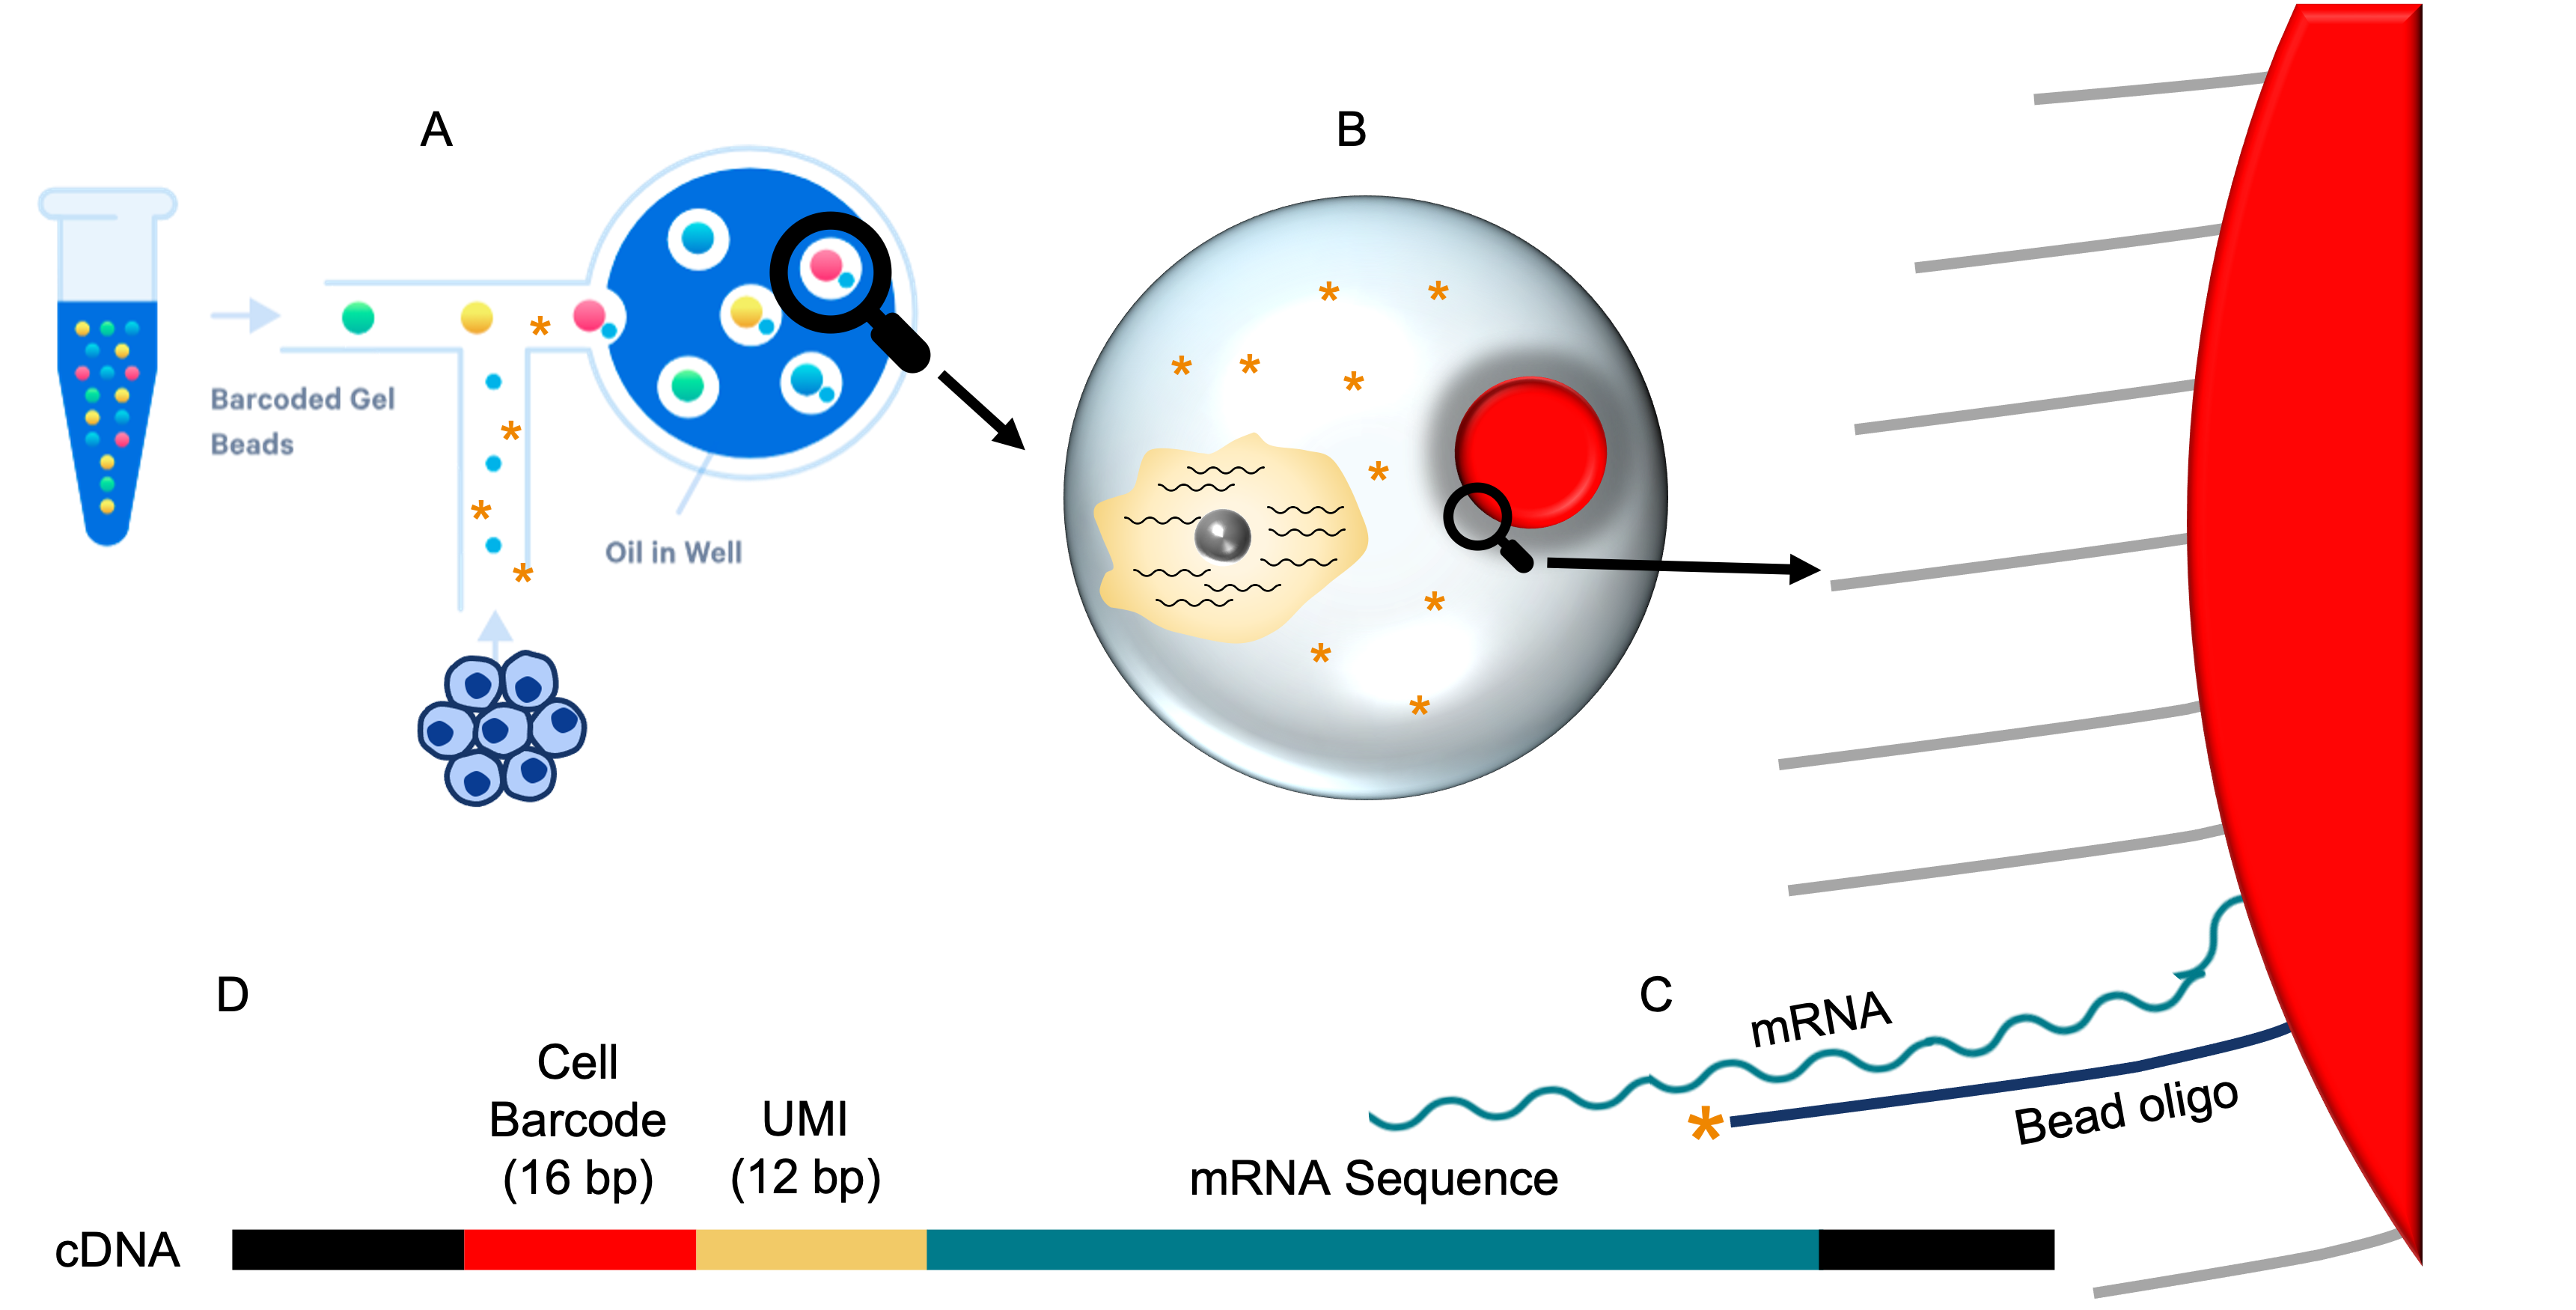 A
B
Barcoded Gel
Beads
Oil in Well
*
D
C
mRNA
Cell
Barcode
(16 bp)
UMI
(12 bp)
Bead oligo
mRNA Sequence
cDNA